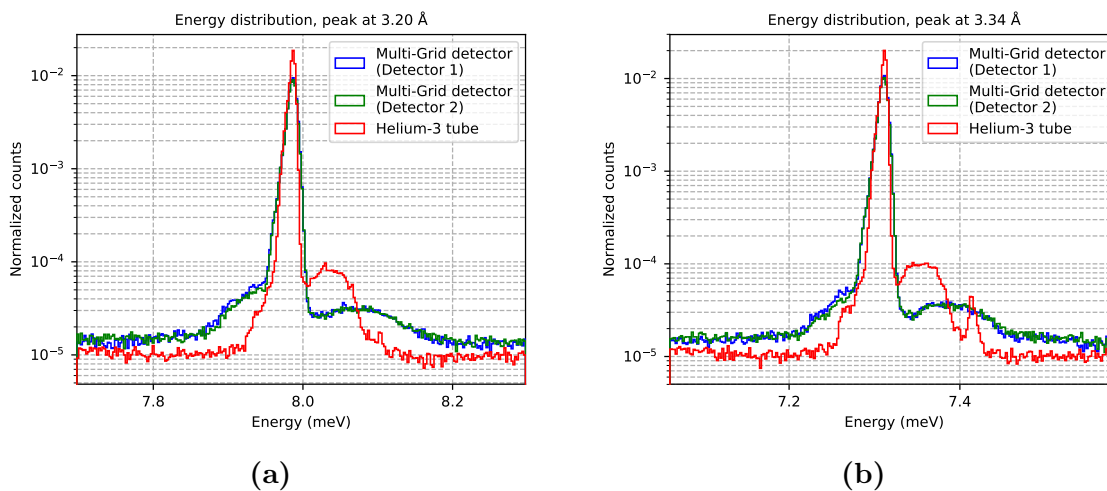 Energy distribution, peak at 3.20 Å
Normalized counts
10⁻²
10⁻³
10⁻⁴
10⁻⁵
Multi-Grid detector
(Detector 1)
Multi-Grid detector
(Detector 2)
Helium-3 tube
7.8 8.0 8.2
Energy (meV)
(a)
Energy distribution, peak at 3.34 Å
Normalized counts
10⁻²
10⁻³
10⁻⁴
10⁻⁵
Multi-Grid detector
(Detector 1)
Multi-Grid detector
(Detector 2)
Helium-3 tube
7.2 7.4
Energy (meV)
(b)